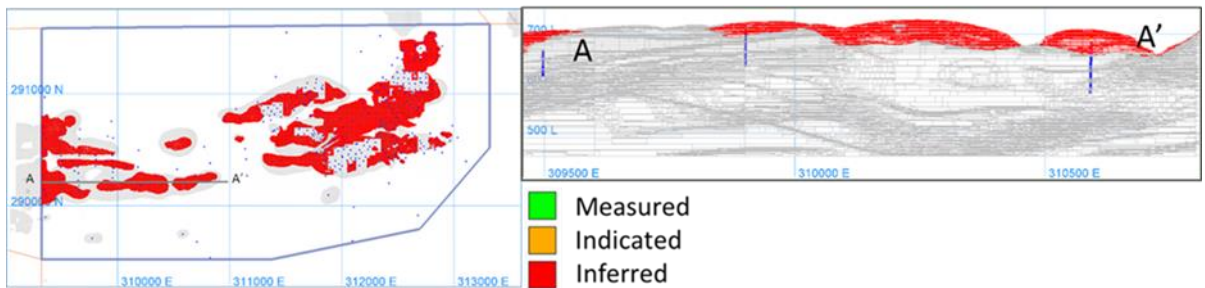 291000 N
A
A'
290000 N
310000 E
311000 E
312000 E
313000 E
700 L
A
A'
500 L
309500 E
310000 E
310500 E
Measured
Indicated
Inferred